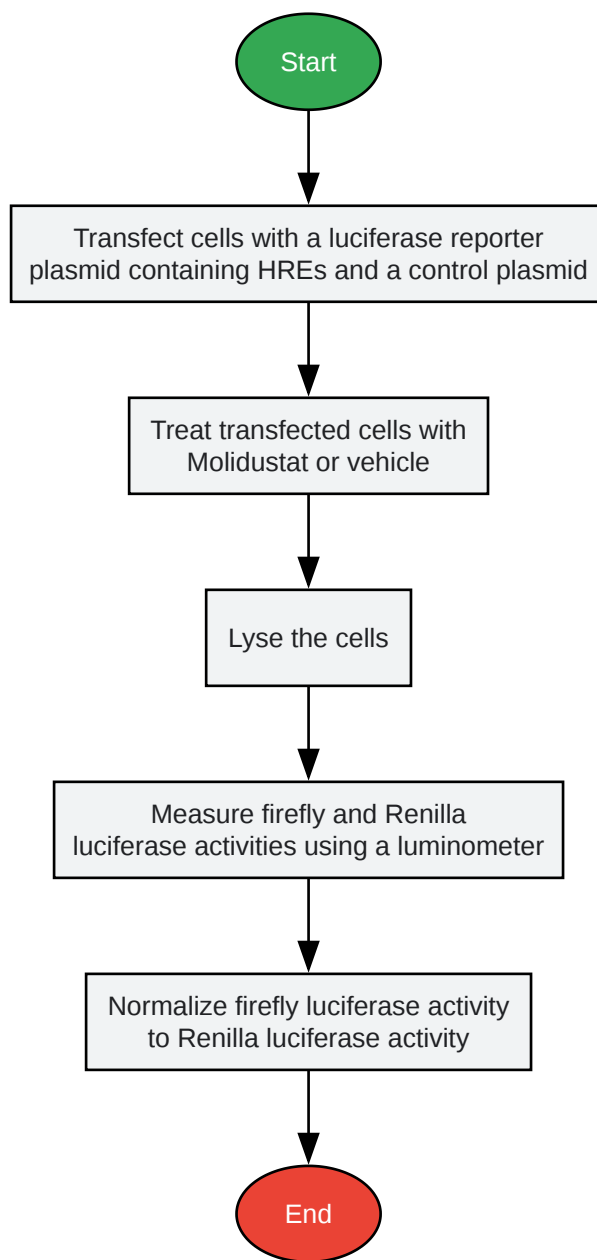 Start
Transfect cells with a luciferase reporter
plasmid containing HREs and a control plasmid
Treat transfected cells with
Molidustat or vehicle
Lyse the cells
Measure firefly and Renilla
luciferase activities using a luminometer
Normalize firefly luciferase activity
to Renilla luciferase activity
End